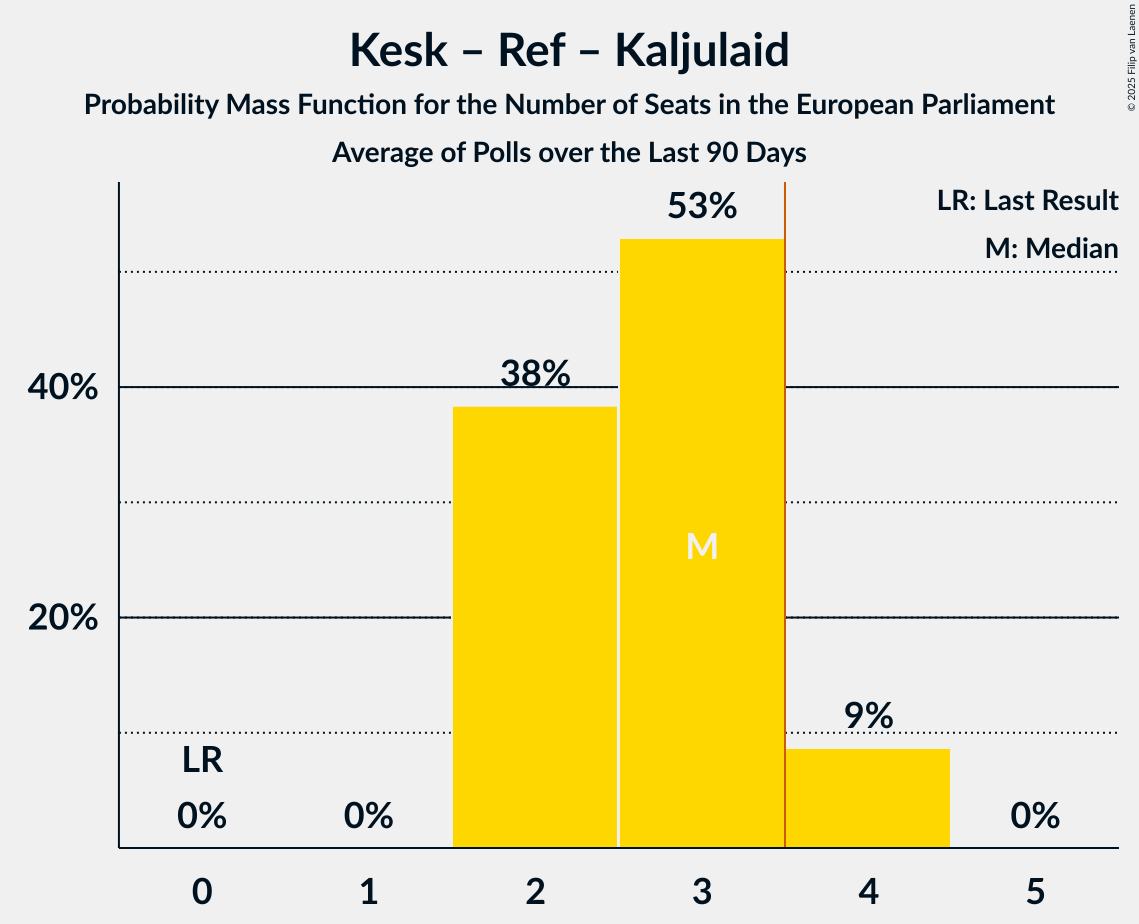 Kesk – Ref – Kaljulaid
Probability Mass Function for the Number of Seats in the European Parliament
Average of Polls over the Last 90 Days
© 2025 Filip van Laenen
LR: Last Result
M: Median
53%
38%
40%
M
20%
9%
LR
0%
0%
0%
0
1
2
3
4
5